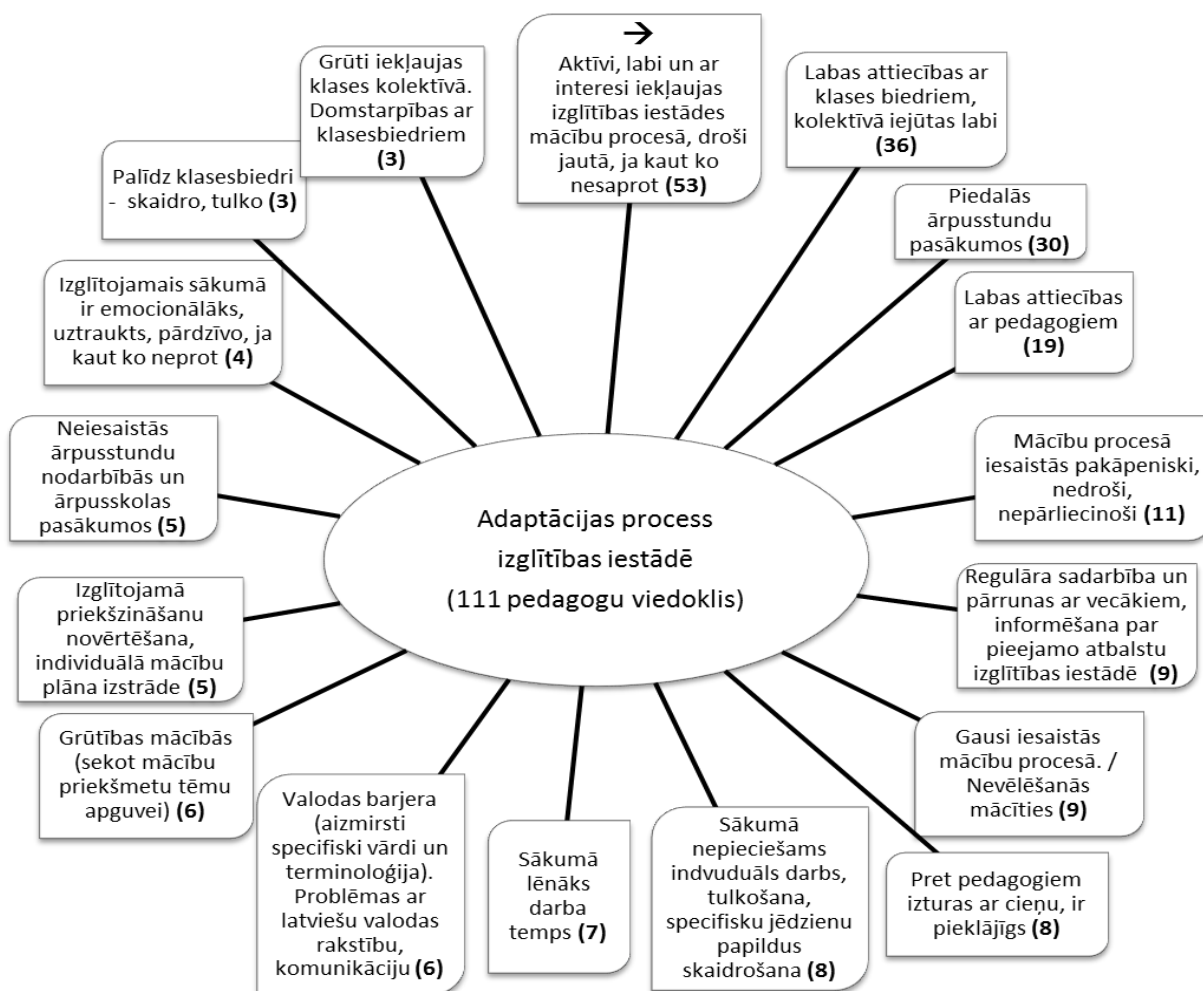 →
Aktīvi, labi un ar
interesi iekļaujas
izglītības iestādes
mācību procesā, droši
jautā, ja kaut ko
nesaprot (53)
Labas attiecības ar
klases biedriem,
kolektīvā iejūtas labi
(36)
Piedalās
ārpusstundu
pasākumos (30)
Labas attiecības
ar pedagogiem
(19)
Mācību procesā
iesaistās pakāpeniski,
nedroši,
nepārliecinoši (11)
Regulāra sadarbība un
pārrunas ar vecākiem,
informēšana par
pieejamo atbalstu
izglītības iestādē (9)
Gausi iesaistās
mācību procesā. /
Nevēlēšanās
mācīties (9)
Pret pedagogiem
izturas ar cieņu, ir
pieklājīgs (8)
Sākumā
nepieciešams
indvuduāls darbs,
tulkošana,
specifisku jēdzienu
papildus
skaidrošana (8)
Sākumā
lēnāks
darba
temps (7)
Valodas barjera
(aizmirsti
specifiski vārdi un
terminoloģija).
Problēmas ar
latviešu valodas
rakstību,
komunikāciju (6)
Grūtības mācībās
(sekot mācību
priekšmetu tēmu
apguvei) (6)
Izglītojamā
priekšzināšanu
novērtēšana,
individuālā mācību
plāna izstrāde (5)
Neiesaistās
ārpusstundu
nodarbībās un
ārpusskolas
pasākumos (5)
Izglītojamais sākumā
ir emocionālāks,
uztraukts, pārdzīvo, ja
kaut ko neprot (4)
Palīdz klasesbiedri
- skaidro, tulko (3)
Grūti iekļaujas
klases kolektīvā.
Domstarpības ar
klasesbiedriem
(3)
Adaptācijas process
izglītības iestādē
(111 pedagogu viedoklis)